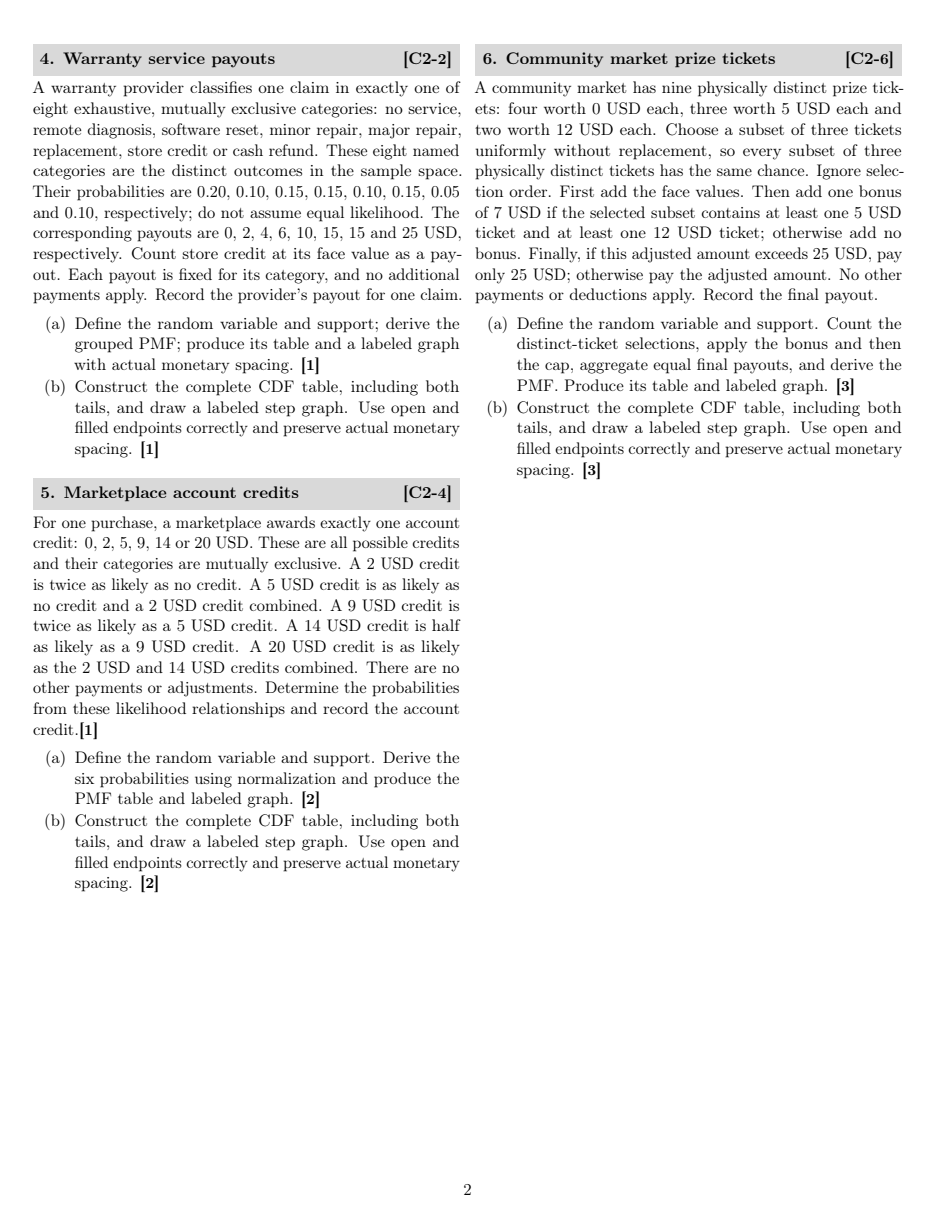 4. Warranty service payouts [C2-2]
A warranty provider classifies one claim in exactly one of
eight exhaustive, mutually exclusive categories: no service,
remote diagnosis, software reset, minor repair, major repair,
replacement, store credit or cash refund. These eight named
categories are the distinct outcomes in the sample space.
Their probabilities are 0.20, 0.10, 0.15, 0.15, 0.10, 0.15, 0.05
and 0.10, respectively; do not assume equal likelihood. The
corresponding payouts are 0, 2, 4, 6, 10, 15, 15 and 25 USD,
respectively. Count store credit at its face value as a pay-
out. Each payout is fixed for its category, and no additional
payments apply. Record the provider's payout for one claim.
(a) Define the random variable and support; derive the
grouped PMF; produce its table and a labeled graph
with actual monetary spacing. [1]
(b) Construct the complete CDF table, including both
tails, and draw a labeled step graph. Use open and
filled endpoints correctly and preserve actual monetary
spacing. [1]
5. Marketplace account credits [C2-4]
For one purchase, a marketplace awards exactly one account
credit: 0, 2, 5, 9, 14 or 20 USD. These are all possible credits
and their categories are mutually exclusive. A 2 USD credit
is twice as likely as no credit. A 5 USD credit is as likely as
no credit and a 2 USD credit combined. A 9 USD credit is
twice as likely as a 5 USD credit. A 14 USD credit is half
as likely as a 9 USD credit. A 20 USD credit is as likely
as the 2 USD and 14 USD credits combined. There are no
other payments or adjustments. Determine the probabilities
from these likelihood relationships and record the account
credit.[1]
(a) Define the random variable and support. Derive the
six probabilities using normalization and produce the
PMF table and labeled graph. [2]
(b) Construct the complete CDF table, including both
tails, and draw a labeled step graph. Use open and
filled endpoints correctly and preserve actual monetary
spacing. [2]
6. Community market prize tickets [C2-6]
A community market has nine physically distinct prize tick-
ets: four worth 0 USD each, three worth 5 USD each and
two worth 12 USD each. Choose a subset of three tickets
uniformly without replacement, so every subset of three
physically distinct tickets has the same chance. Ignore selec-
tion order. First add the face values. Then add one bonus
of 7 USD if the selected subset contains at least one 5 USD
ticket and at least one 12 USD ticket; otherwise add no
bonus. Finally, if this adjusted amount exceeds 25 USD, pay
only 25 USD; otherwise pay the adjusted amount. No other
payments or deductions apply. Record the final payout.
(a) Define the random variable and support. Count the
distinct-ticket selections, apply the bonus and then
the cap, aggregate equal final payouts, and derive the
PMF. Produce its table and labeled graph. [3]
(b) Construct the complete CDF table, including both
tails, and draw a labeled step graph. Use open and
filled endpoints correctly and preserve actual monetary
spacing. [3]
2